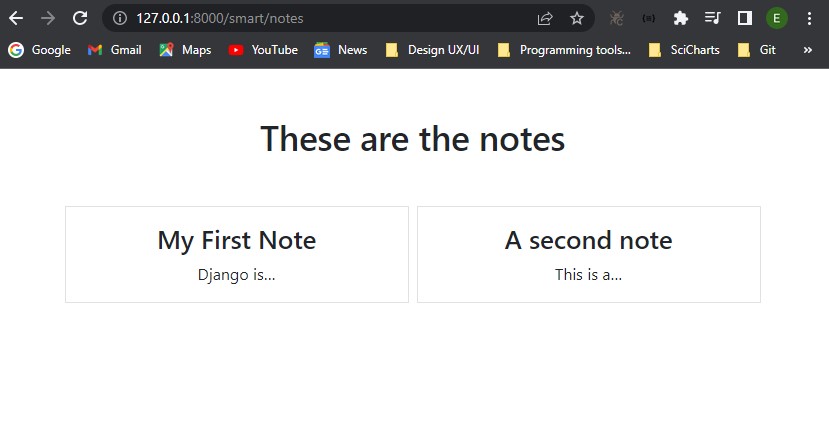 127.0.0.1:8000/smart/notes
E
Google Gmail Maps YouTube News Design UX/UI Programming tools... SciCharts Git »
These are the notes
My First Note
Django is…
A second note
This is a…